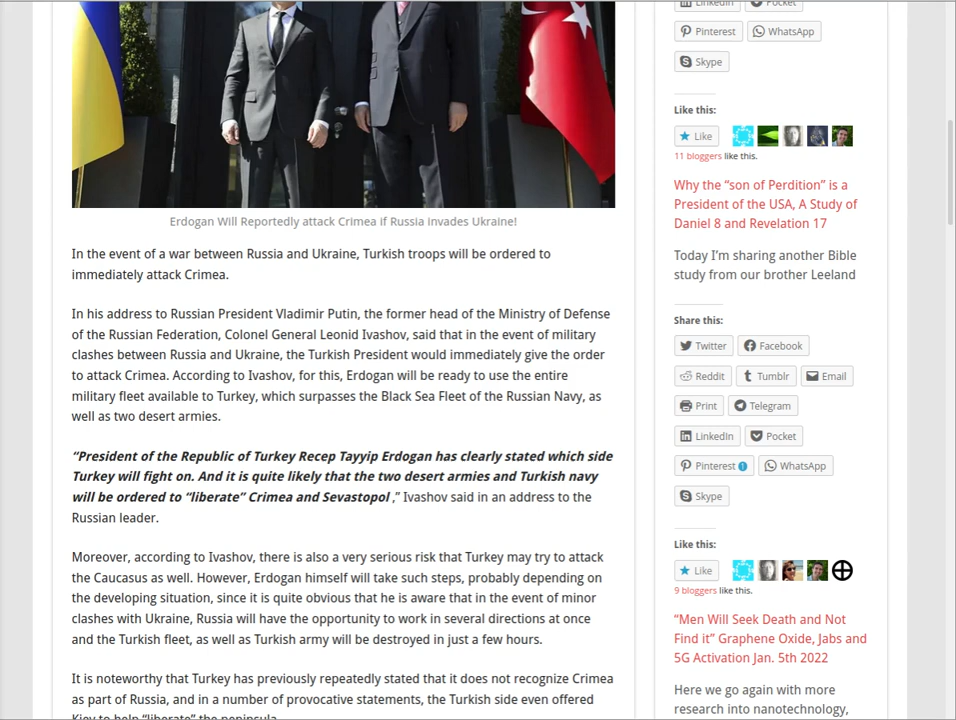 Erdogan Will Reportedly attack Crimea if Russia invades Ukraine!
In the event of a war between Russia and Ukraine, Turkish troops will be ordered to
immediately attack Crimea.
In his address to Russian President Vladimir Putin, the former head of the Ministry of Defense
of the Russian Federation, Colonel General Leonid Ivashov, said that in the event of military
clashes between Russia and Ukraine, the Turkish President would immediately give the order
to attack Crimea. According to Ivashov, for this, Erdogan will be ready to use the entire
military fleet available to Turkey, which surpasses the Black Sea Fleet of the Russian Navy, as
well as two desert armies.
“President of the Republic of Turkey Recep Tayyip Erdogan has clearly stated which side
Turkey will fight on. And it is quite likely that the two desert armies and Turkish navy
will be ordered to “liberate” Crimea and Sevastopol ,” Ivashov said in an address to the
Russian leader.
Moreover, according to Ivashov, there is also a very serious risk that Turkey may try to attack
the Caucasus as well. However, Erdogan himself will take such steps, probably depending on
the developing situation, since it is quite obvious that he is aware that in the event of minor
clashes with Ukraine, Russia will have the opportunity to work in several directions at once
and the Turkish fleet, as well as Turkish army will be destroyed in just a few hours.
It is noteworthy that Turkey has previously repeatedly stated that it does not recognize Crimea
as part of Russia, and in a number of provocative statements, the Turkish side even offered
Kiev to help “liberate” the peninsula.
LinkedIn Pocket
Pinterest WhatsApp
Skype
Like this:
Like
11 bloggers like this.
Why the “son of Perdition” is a
President of the USA, A Study of
Daniel 8 and Revelation 17
Today I’m sharing another Bible
study from our brother Leeland
Share this:
Twitter Facebook
Reddit Tumblr Email
Print Telegram
LinkedIn Pocket
Pinterest 1 WhatsApp
Skype
Like this:
Like
9 bloggers like this.
“Men Will Seek Death and Not
Find it” Graphene Oxide, Jabs and
5G Activation Jan. 5th 2022
Here we go again with more
research into nanotechnology,